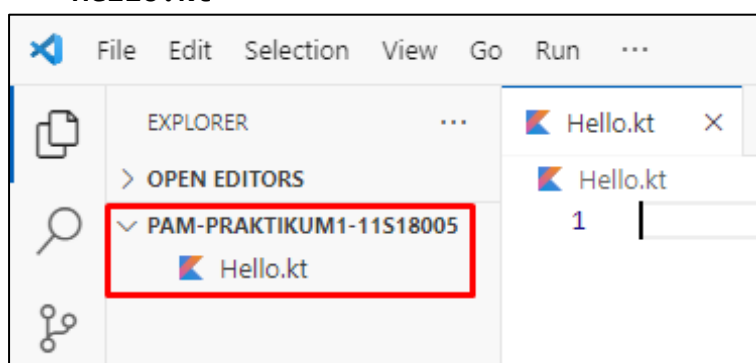 File Edit Selection View Go Run ...
EXPLORER ...
Hello.kt ×
> OPEN EDITORS
Hello.kt
PAM-PRAKTIKUM1-11S18005
1
Hello.kt